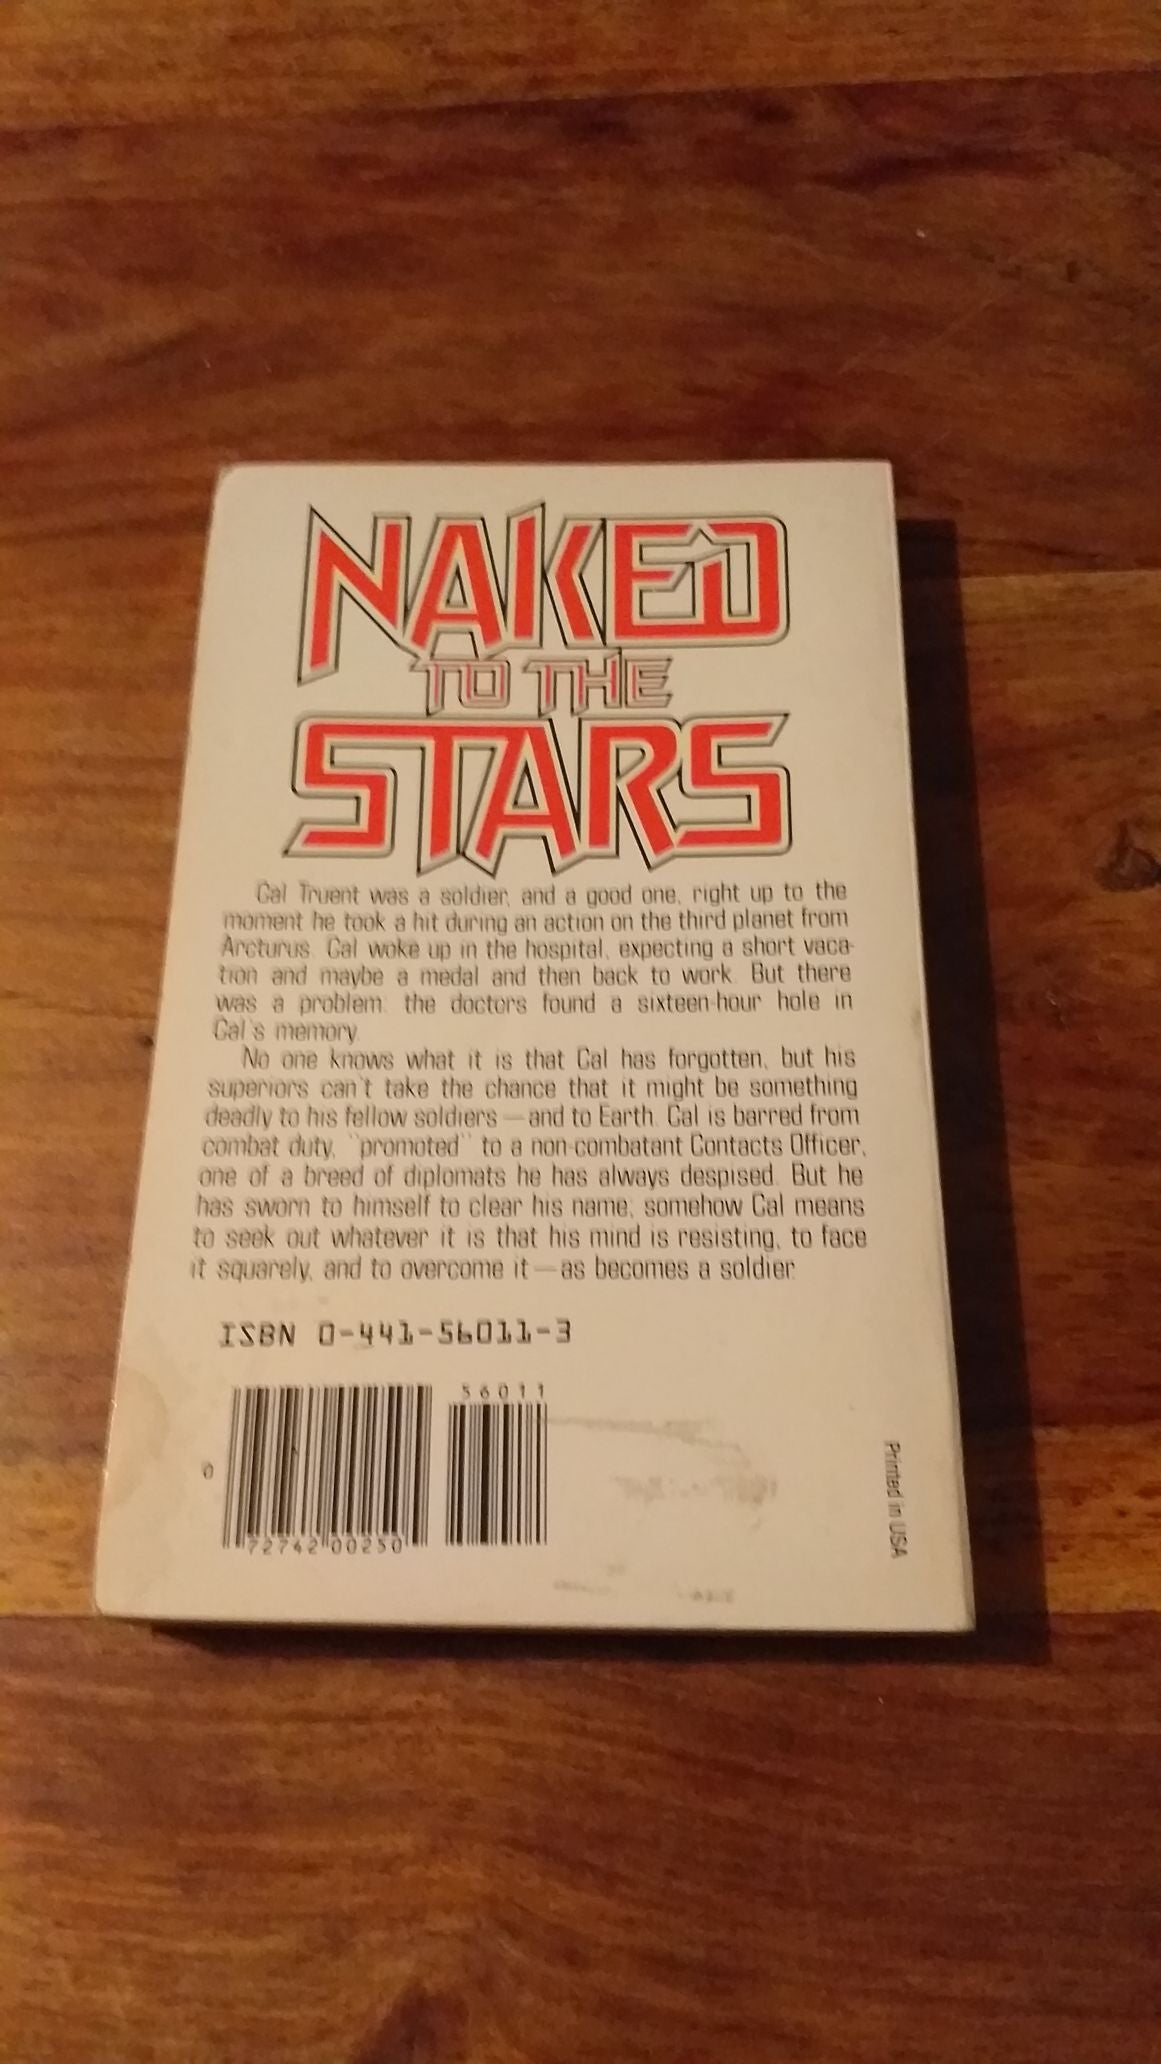 NAKED
TO THE
STARS
Cal Truent was a soldier, and a good one, right up to the
moment he took a hit during an action on the third planet from
Arcturus. Cal woke up in the hospital, expecting a short vaca-
tion and maybe a medal and then back to work. But there
was a problem: the doctors found a sixteen-hour hole in
Cal's memory.
No one knows what it is that Cal has forgotten, but his
superiors can't take the chance that it might be something
deadly to his fellow soldiers—and to Earth. Cal is barred from
combat duty, "promoted" to a non-combatant Contacts Officer,
one of a breed of diplomats he has always despised. But he
has sworn to himself to clear his name; somehow Cal means
to seek out whatever it is that his mind is resisting, to face
it squarely, and to overcome it—as becomes a soldier.
ISBN 0-441-56011-3
56011
0
72742 00250
Printed in USA